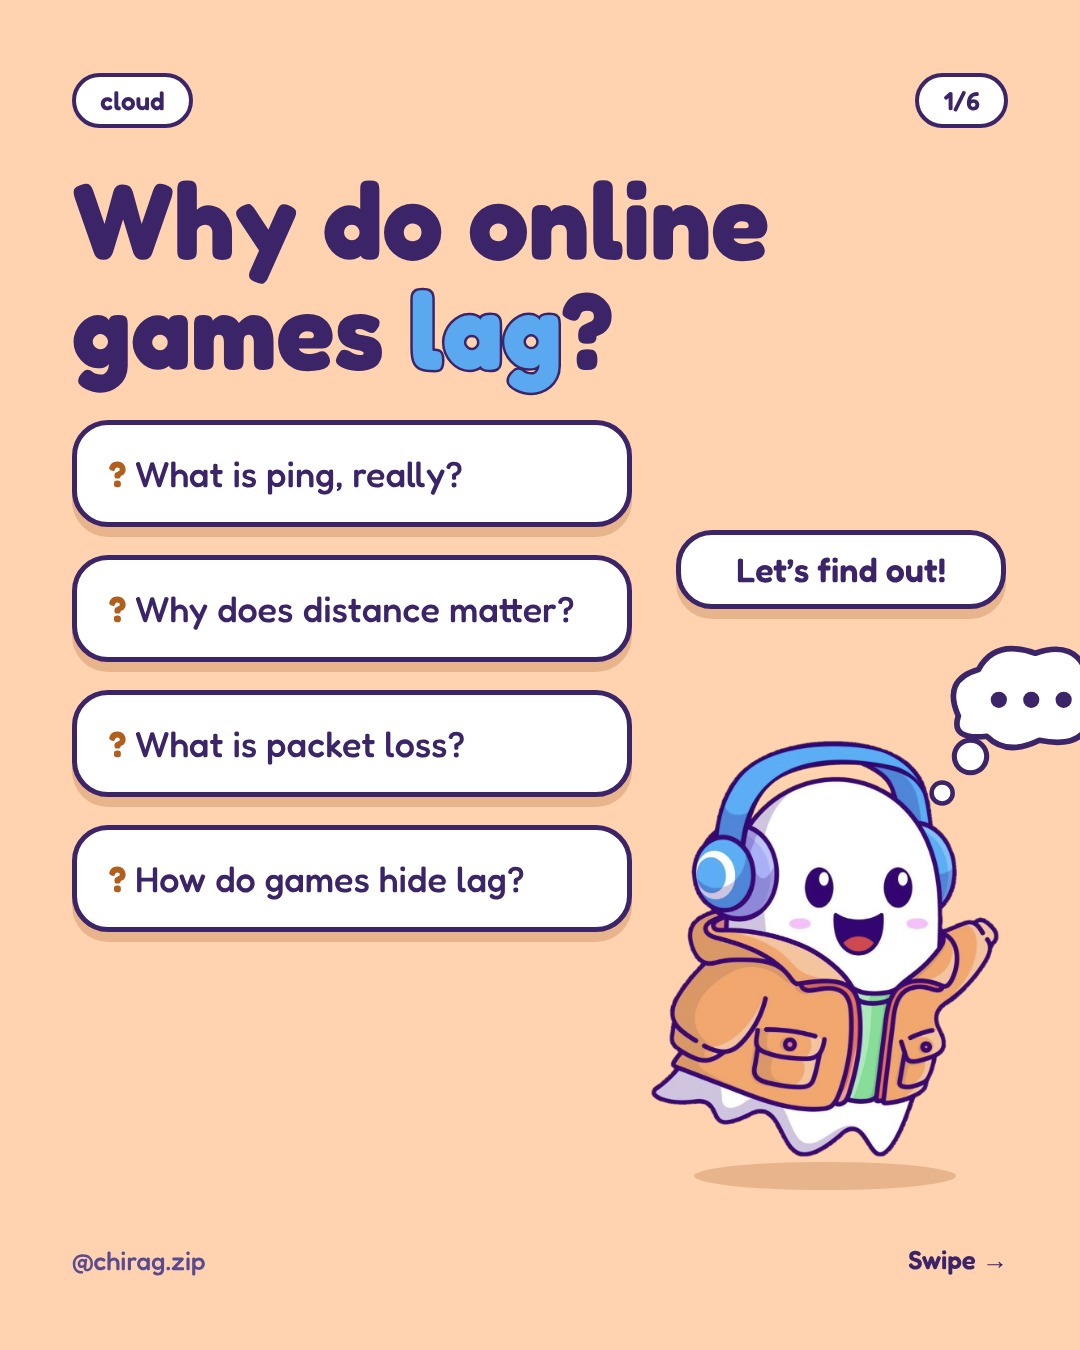 cloud
1/6
Why do online
games lag?
? What is ping, really?
? Why does distance matter?
? What is packet loss?
? How do games hide lag?
Let’s find out!
@chirag.zip
Swipe →